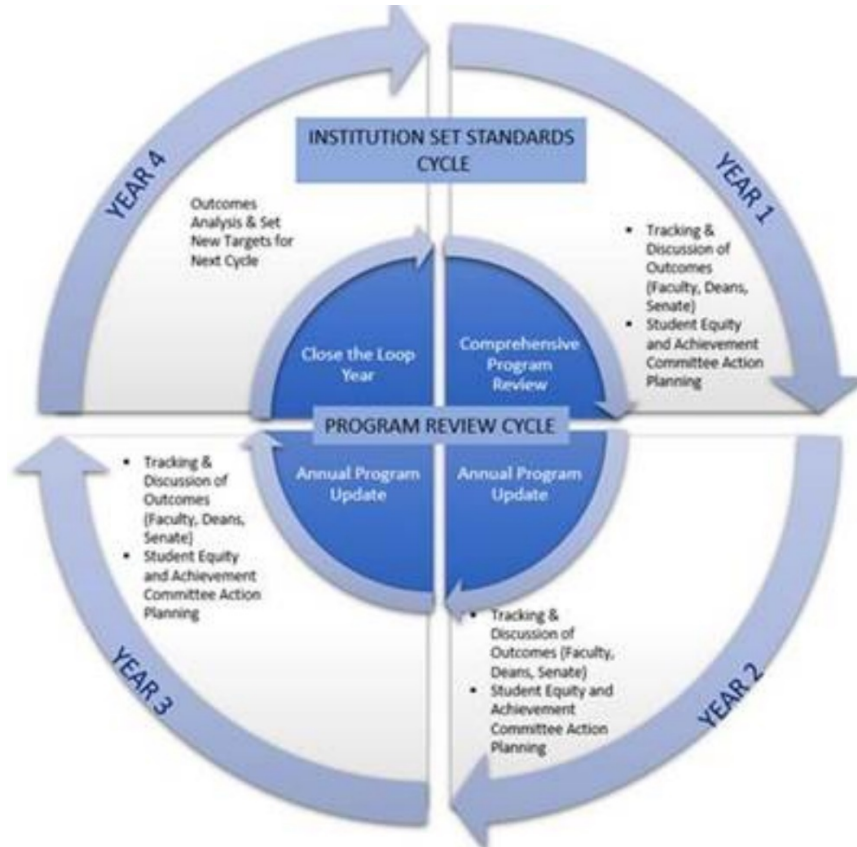 INSTITUTION SET STANDARDS
CYCLE
YEAR 4
Outcomes
Analysis & Set
New Targets for
Next Cycle
YEAR 1
▪ Tracking &
Discussion of
Outcomes
(Faculty, Deans,
Senate)
▪ Student Equity
and Achievement
Committee Action
Planning
Close the Loop
Year
Comprehensive
Program
Review
PROGRAM REVIEW CYCLE
Annual Program
Update
Annual Program
Update
▪ Tracking &
Discussion of
Outcomes
(Faculty, Deans,
Senate)
▪ Student Equity
and Achievement
Committee Action
Planning
YEAR 3
▪ Tracking &
Discussion of
Outcomes (Faculty,
Deans, Senate)
▪ Student Equity and
Achievement
Committee Action
Planning
YEAR 2